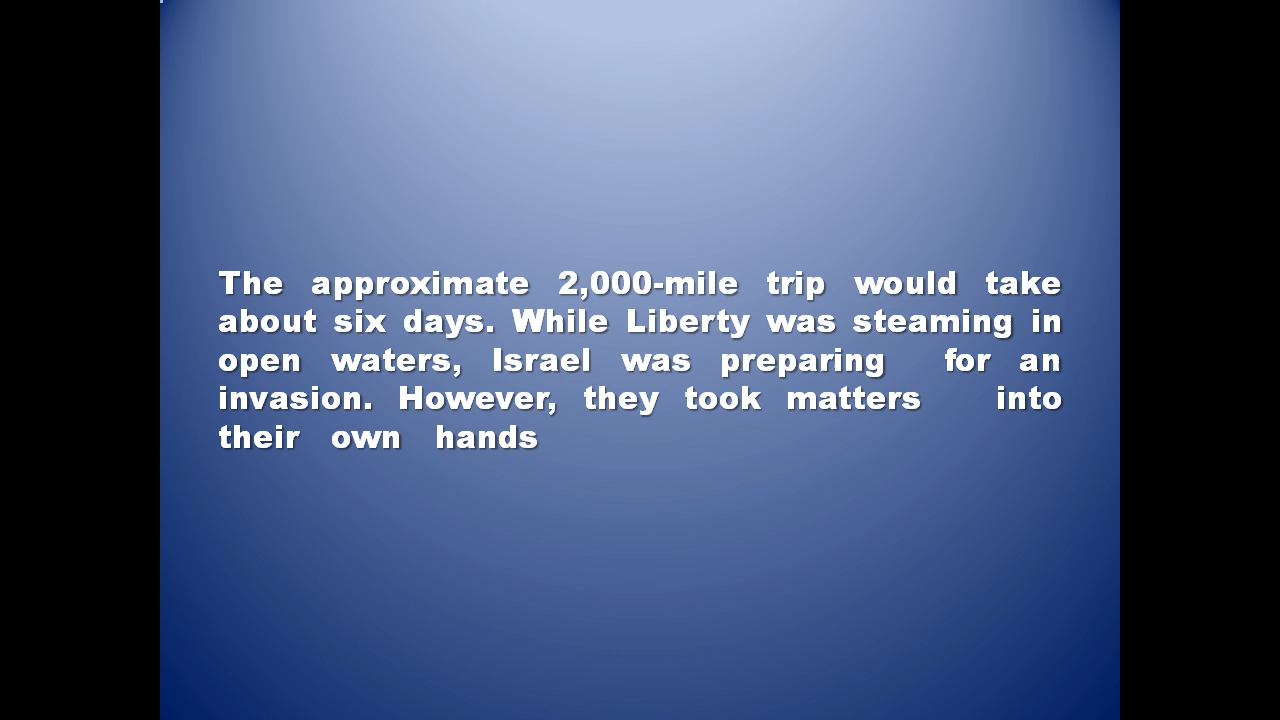 The approximate 2,000-mile trip would take
about six days. While Liberty was steaming in
open waters, Israel was preparing for an
invasion. However, they took matters into
their own hands